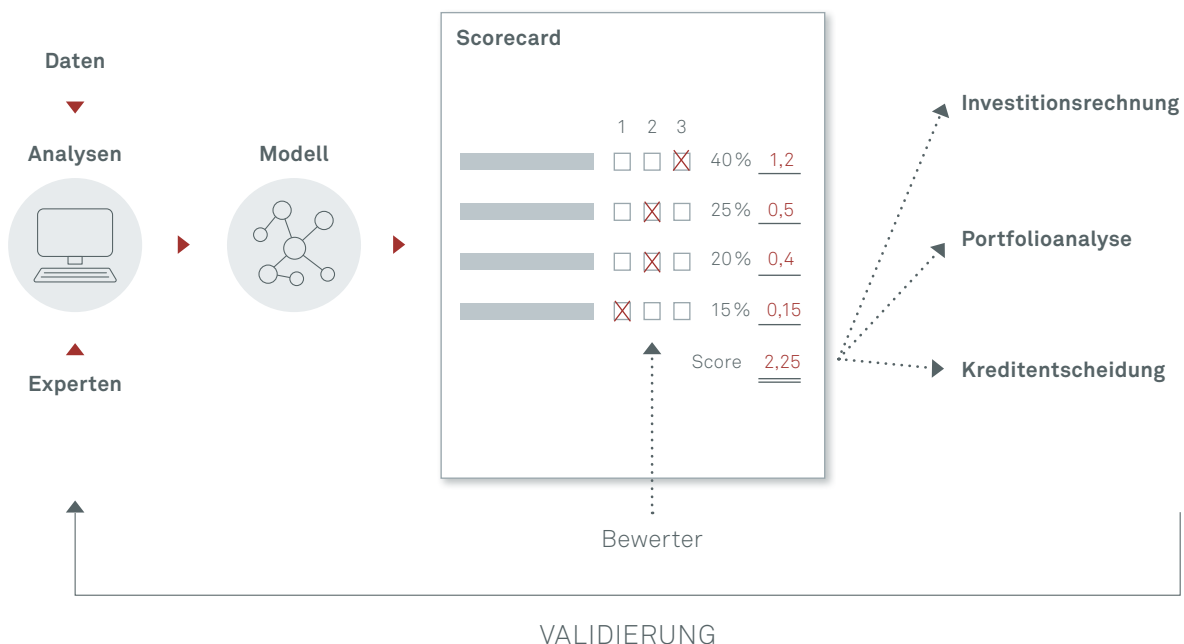 Daten
Analysen
Experten
Modell
Scorecard
1 2 3
40% 1,2
25% 0,5
20% 0,4
15% 0,15
Score 2,25
Bewerter
Investitionsrechnung
Portfolioanalyse
Kreditentscheidung
VALIDIERUNG